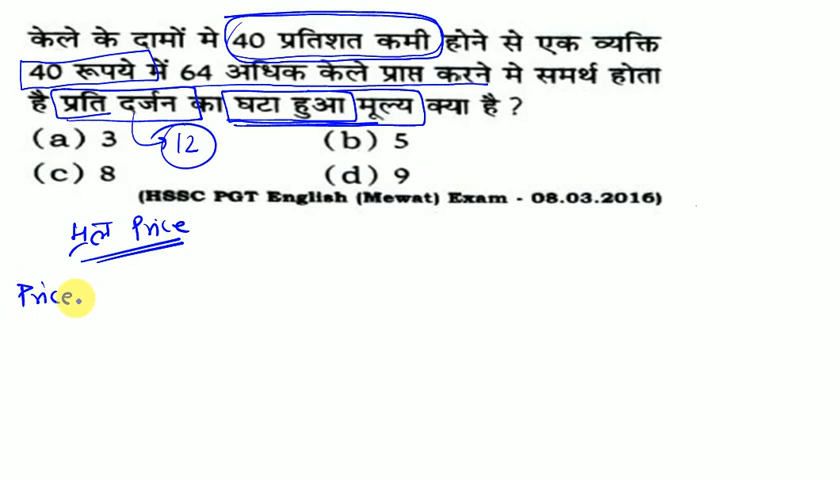 केले के दामों मे 40 प्रतिशत कमी होने से एक व्यक्ति
40 रूपये में 64 अधिक केले प्राप्त करने मे समर्थ होता
है प्रति दर्जन का घटा हुआ मूल्य क्या है ?
(a) 3 (b) 5
12
(c) 8 (d) 9
(HSSC PGT English (Mewat) Exam - 08.03.2016)
मूल Price
Price.